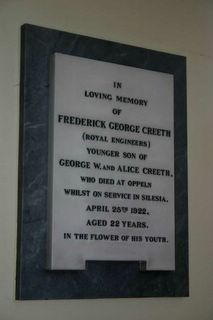 IN
LOVING MEMORY
OF
FREDERICK GEORGE CREETH
(ROYAL ENGINEERS)
YOUNGER SON OF
GEORGE W. AND ALICE CREETH,
WHO DIED AT OPPELN
WHILST ON SERVICE IN SILESIA,
APRIL 25TH 1922,
AGED 22 YEARS.
IN THE FLOWER OF HIS YOUTH.